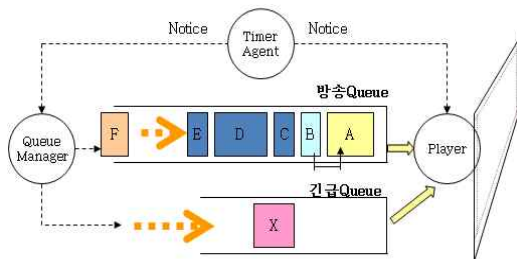 Notice
Timer
Agent
Notice
방송Queue
Queue
Manager
F
E
D
C
B
A
Player
긴급Queue
X